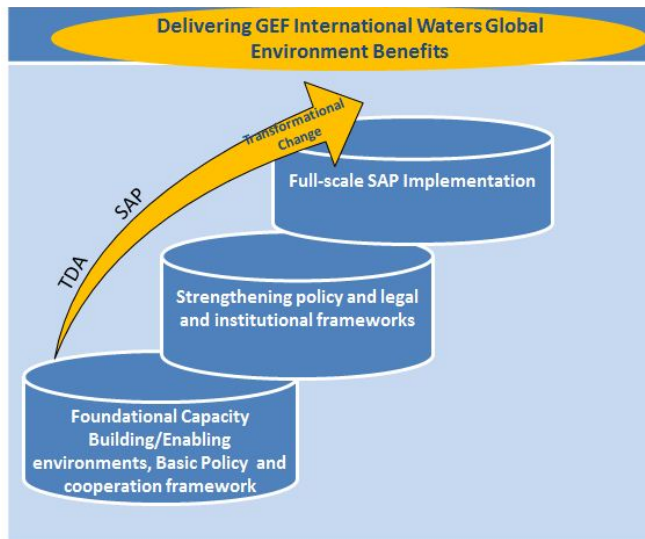 Delivering GEF International Waters Global
Environment Benefits
Transformational
Change
SAP
TDA
Full-scale SAP Implementation
Strengthening policy and legal
and institutional frameworks
Foundational Capacity
Building/Enabling
environments, Basic Policy and
cooperation framework